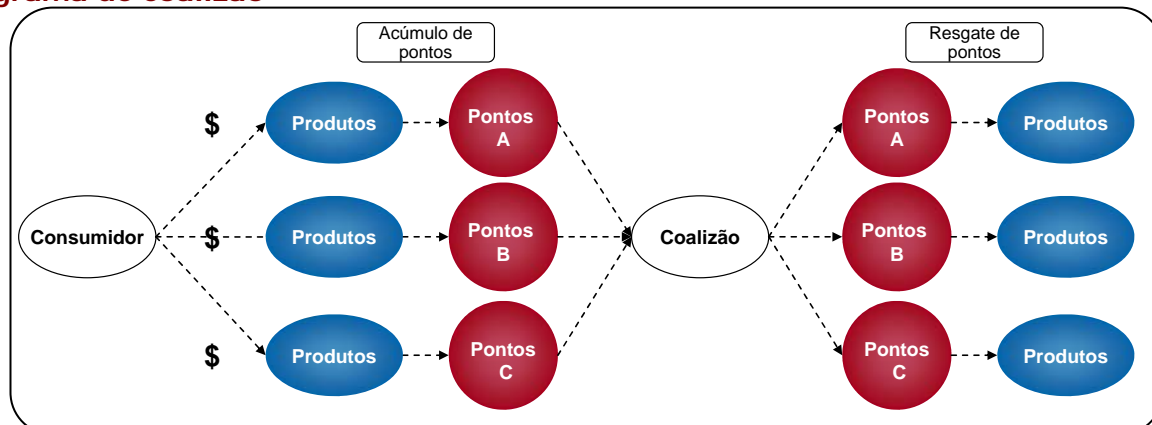 Acúmulo de
pontos
Resgate de
pontos
$ Produtos Pontos
A
Pontos
A
Produtos
Consumidor $ Produtos Pontos
B
Coalizão Pontos
B
Produtos
$ Produtos Pontos
C
Pontos
C
Produtos